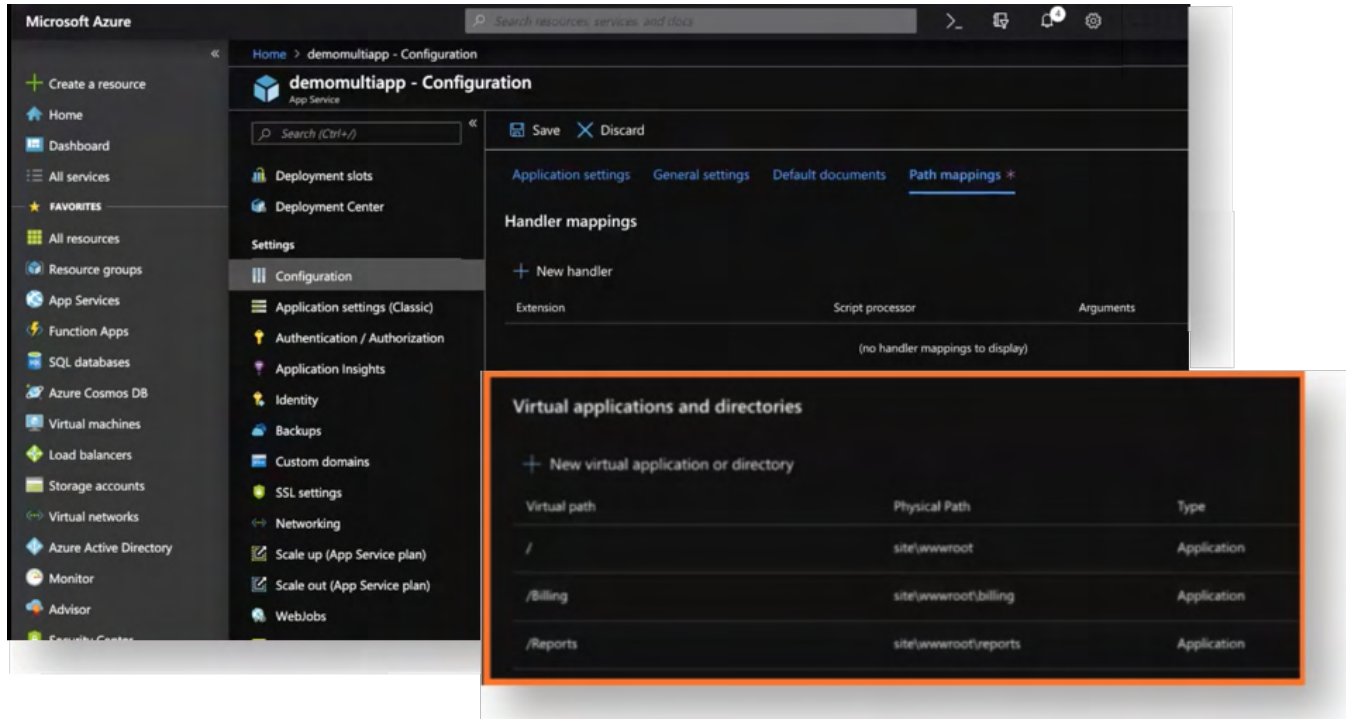 Microsoft Azure
Search resources, services, and docs
4
Home > demomultiapp - Configuration
demomultiapp - Configuration
App Service
Create a resource
Home
Dashboard
All services
FAVORITES
All resources
Resource groups
App Services
Function Apps
SQL databases
Azure Cosmos DB
Virtual machines
Load balancers
Storage accounts
Virtual networks
Azure Active Directory
Monitor
Advisor
Security Center
Search (Ctrl+/)
Deployment slots
Deployment Center
Settings
Configuration
Application settings (Classic)
Authentication / Authorization
Application Insights
Identity
Backups
Custom domains
SSL settings
Networking
Scale up (App Service plan)
Scale out (App Service plan)
WebJobs
Save Discard
Application settings General settings Default documents Path mappings *
Handler mappings
New handler
Extension Script processor Arguments
(no handler mappings to display)
Virtual applications and directories
New virtual application or directory
Virtual path Physical Path Type
/ site\wwwroot Application
/Billing site\wwwroot\billing Application
/Reports site\wwwroot\reports Application